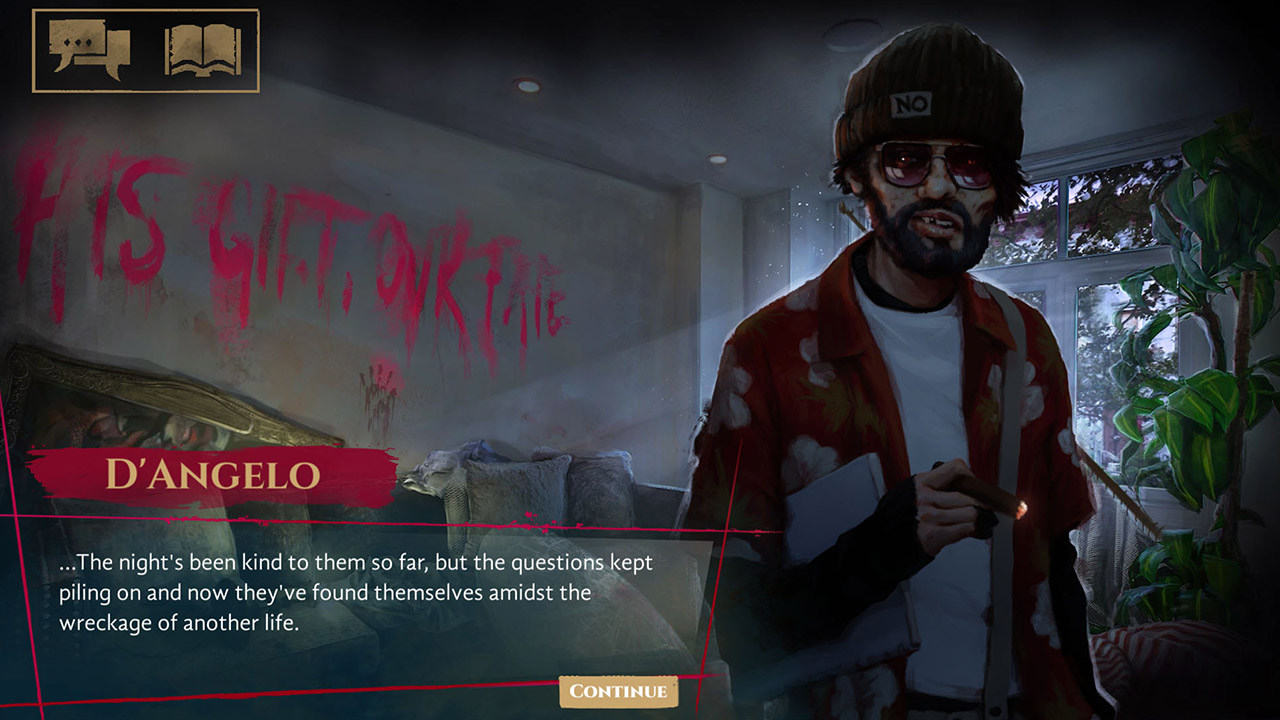 NO
HIS GIFT, OUR FATE
D'ANGELO
...The night's been kind to them so far, but the questions kept
piling on and now they've found themselves amidst the
wreckage of another life.
CONTINUE